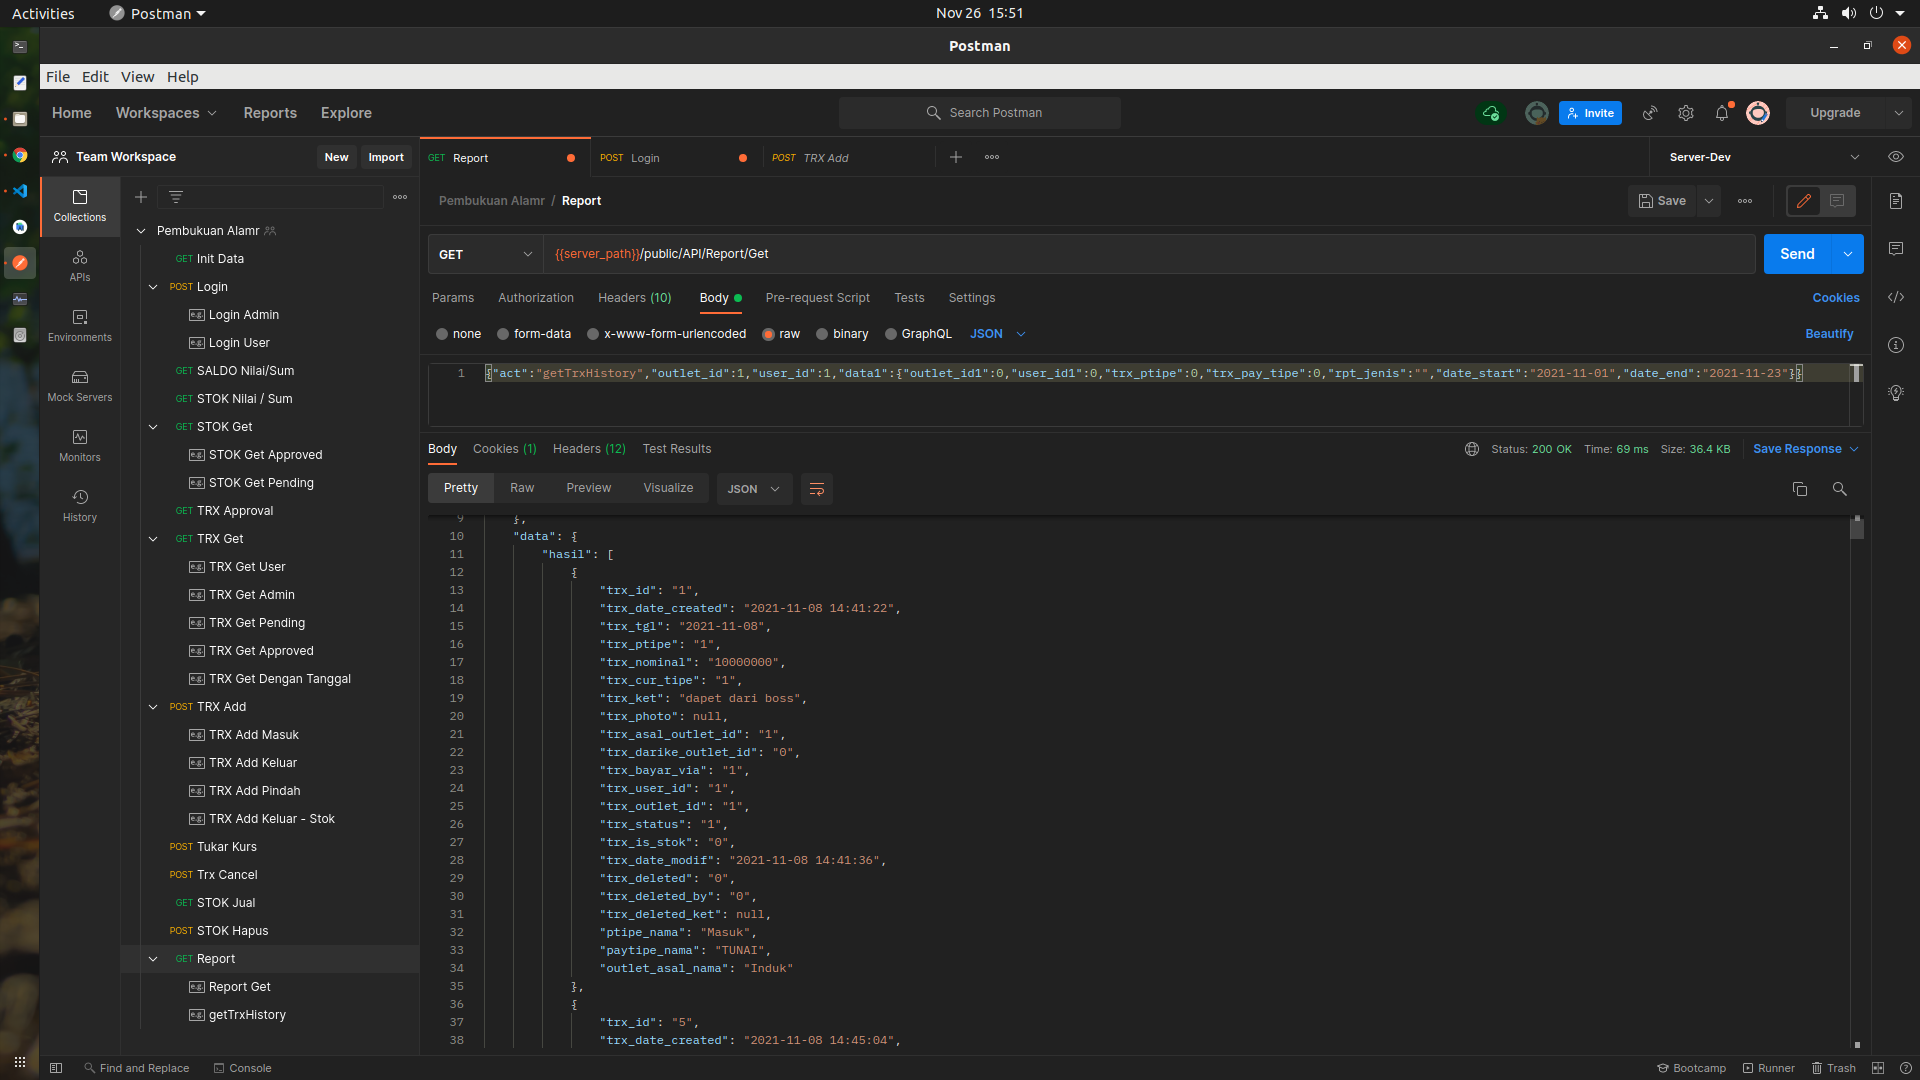 Activities
Postman
Nov 26 15:51
Postman
File Edit View Help
Home Workspaces Reports Explore
Search Postman
Invite
Upgrade
Team Workspace
New
Import
GET Report
POST Login
POST TRX Add
Server-Dev
Collections
APIs
Environments
Mock Servers
Monitors
History
Pembukuan Alamr
GET Init Data
POST Login
e.g. Login Admin
e.g. Login User
GET SALDO Nilai/Sum
GET STOK Nilai / Sum
GET STOK Get
e.g. STOK Get Approved
e.g. STOK Get Pending
GET TRX Approval
GET TRX Get
e.g. TRX Get User
e.g. TRX Get Admin
e.g. TRX Get Pending
e.g. TRX Get Approved
e.g. TRX Get Dengan Tanggal
POST TRX Add
e.g. TRX Add Masuk
e.g. TRX Add Keluar
e.g. TRX Add Pindah
e.g. TRX Add Keluar - Stok
POST Tukar Kurs
POST Trx Cancel
GET STOK Jual
POST STOK Hapus
GET Report
e.g. Report Get
e.g. getTrxHistory
Pembukuan Alamr / Report
Save
GET
{{server_path}}/public/API/Report/Get
Send
Params Authorization Headers (10) Body Pre-request Script Tests Settings
Cookies
none form-data x-www-form-urlencoded raw binary GraphQL JSON
Beautify
1 {"act":"getTrxHistory","outlet_id":1,"user_id":1,"data1":{"outlet_id1":0,"user_id1":0,"trx_ptipe":0,"trx_pay_tipe":0,"rpt_jenis":"","date_start":"2021-11-01","date_end":"2021-11-23"}}
Body Cookies (1) Headers (12) Test Results
Status: 200 OK Time: 69 ms Size: 36.4 KB
Save Response
Pretty Raw Preview Visualize JSON
9 },
10 "data": {
11 "hasil": [
12 {
13 "trx_id": "1",
14 "trx_date_created": "2021-11-08 14:41:22",
15 "trx_tgl": "2021-11-08",
16 "trx_ptipe": "1",
17 "trx_nominal": "10000000",
18 "trx_cur_tipe": "1",
19 "trx_ket": "dapet dari boss",
20 "trx_photo": null,
21 "trx_asal_outlet_id": "1",
22 "trx_darike_outlet_id": "0",
23 "trx_bayar_via": "1",
24 "trx_user_id": "1",
25 "trx_outlet_id": "1",
26 "trx_status": "1",
27 "trx_is_stok": "0",
28 "trx_date_modif": "2021-11-08 14:41:36",
29 "trx_deleted": "0",
30 "trx_deleted_by": "0",
31 "trx_deleted_ket": null,
32 "ptipe_nama": "Masuk",
33 "paytipe_nama": "TUNAI",
34 "outlet_asal_nama": "Induk"
35 },
36 {
37 "trx_id": "5",
38 "trx_date_created": "2021-11-08 14:45:04",
Find and Replace
Console
Bootcamp
Runner
Trash